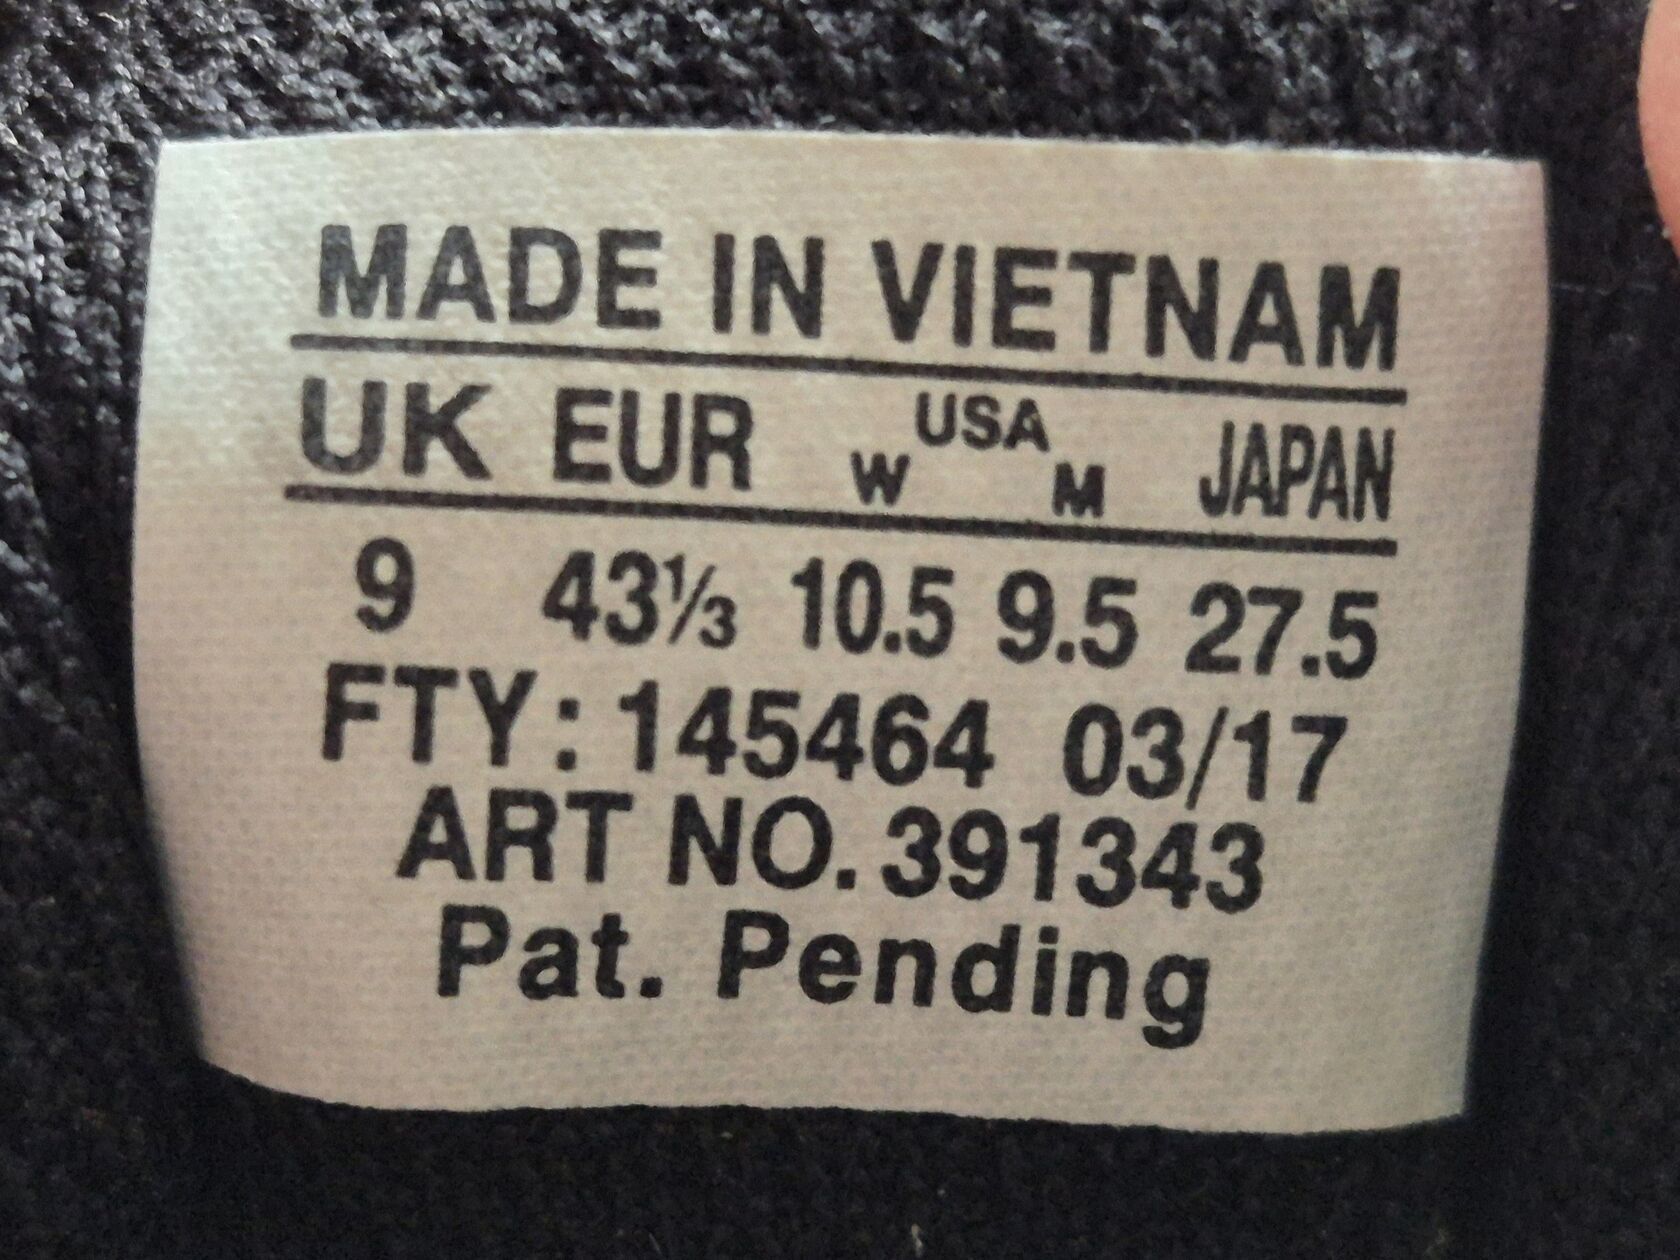 MADE IN VIETNAM
UK EUR W USA M JAPAN
9 43⅓ 10.5 9.5 27.5
FTY: 145464 03/17
ART NO. 391343
Pat. Pending